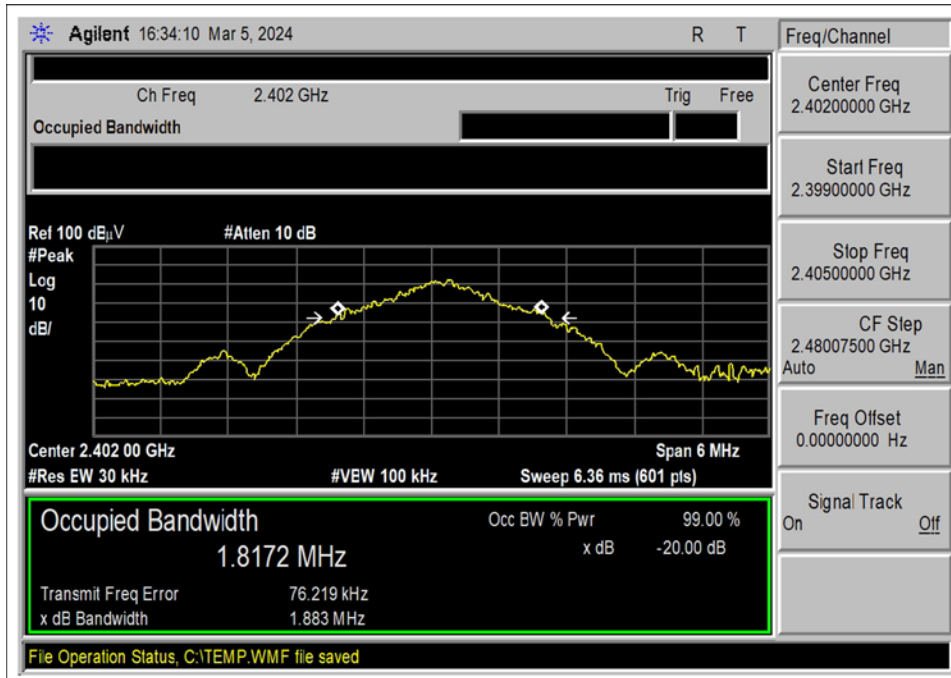 Agilent 16:34:10 Mar 5, 2024 R T
Ch Freq 2.402 GHz Trig Free
Occupied Bandwidth
Ref 100 dBµV #Atten 10 dB
#Peak
Log
10
dB/
Center 2.402 00 GHz Span 6 MHz
#Res EW 30 kHz #VBW 100 kHz Sweep 6.36 ms (601 pts)
Occupied Bandwidth Occ BW % Pwr 99.00 %
1.8172 MHz x dB -20.00 dB
Transmit Freq Error 76.219 kHz
x dB Bandwidth 1.883 MHz
File Operation Status, C:\TEMP.WMF file saved
Freq/Channel
Center Freq
2.40200000 GHz
Start Freq
2.39900000 GHz
Stop Freq
2.40500000 GHz
CF Step
2.48007500 GHz
Auto Man
Freq Offset
0.00000000 Hz
Signal Track
On Off